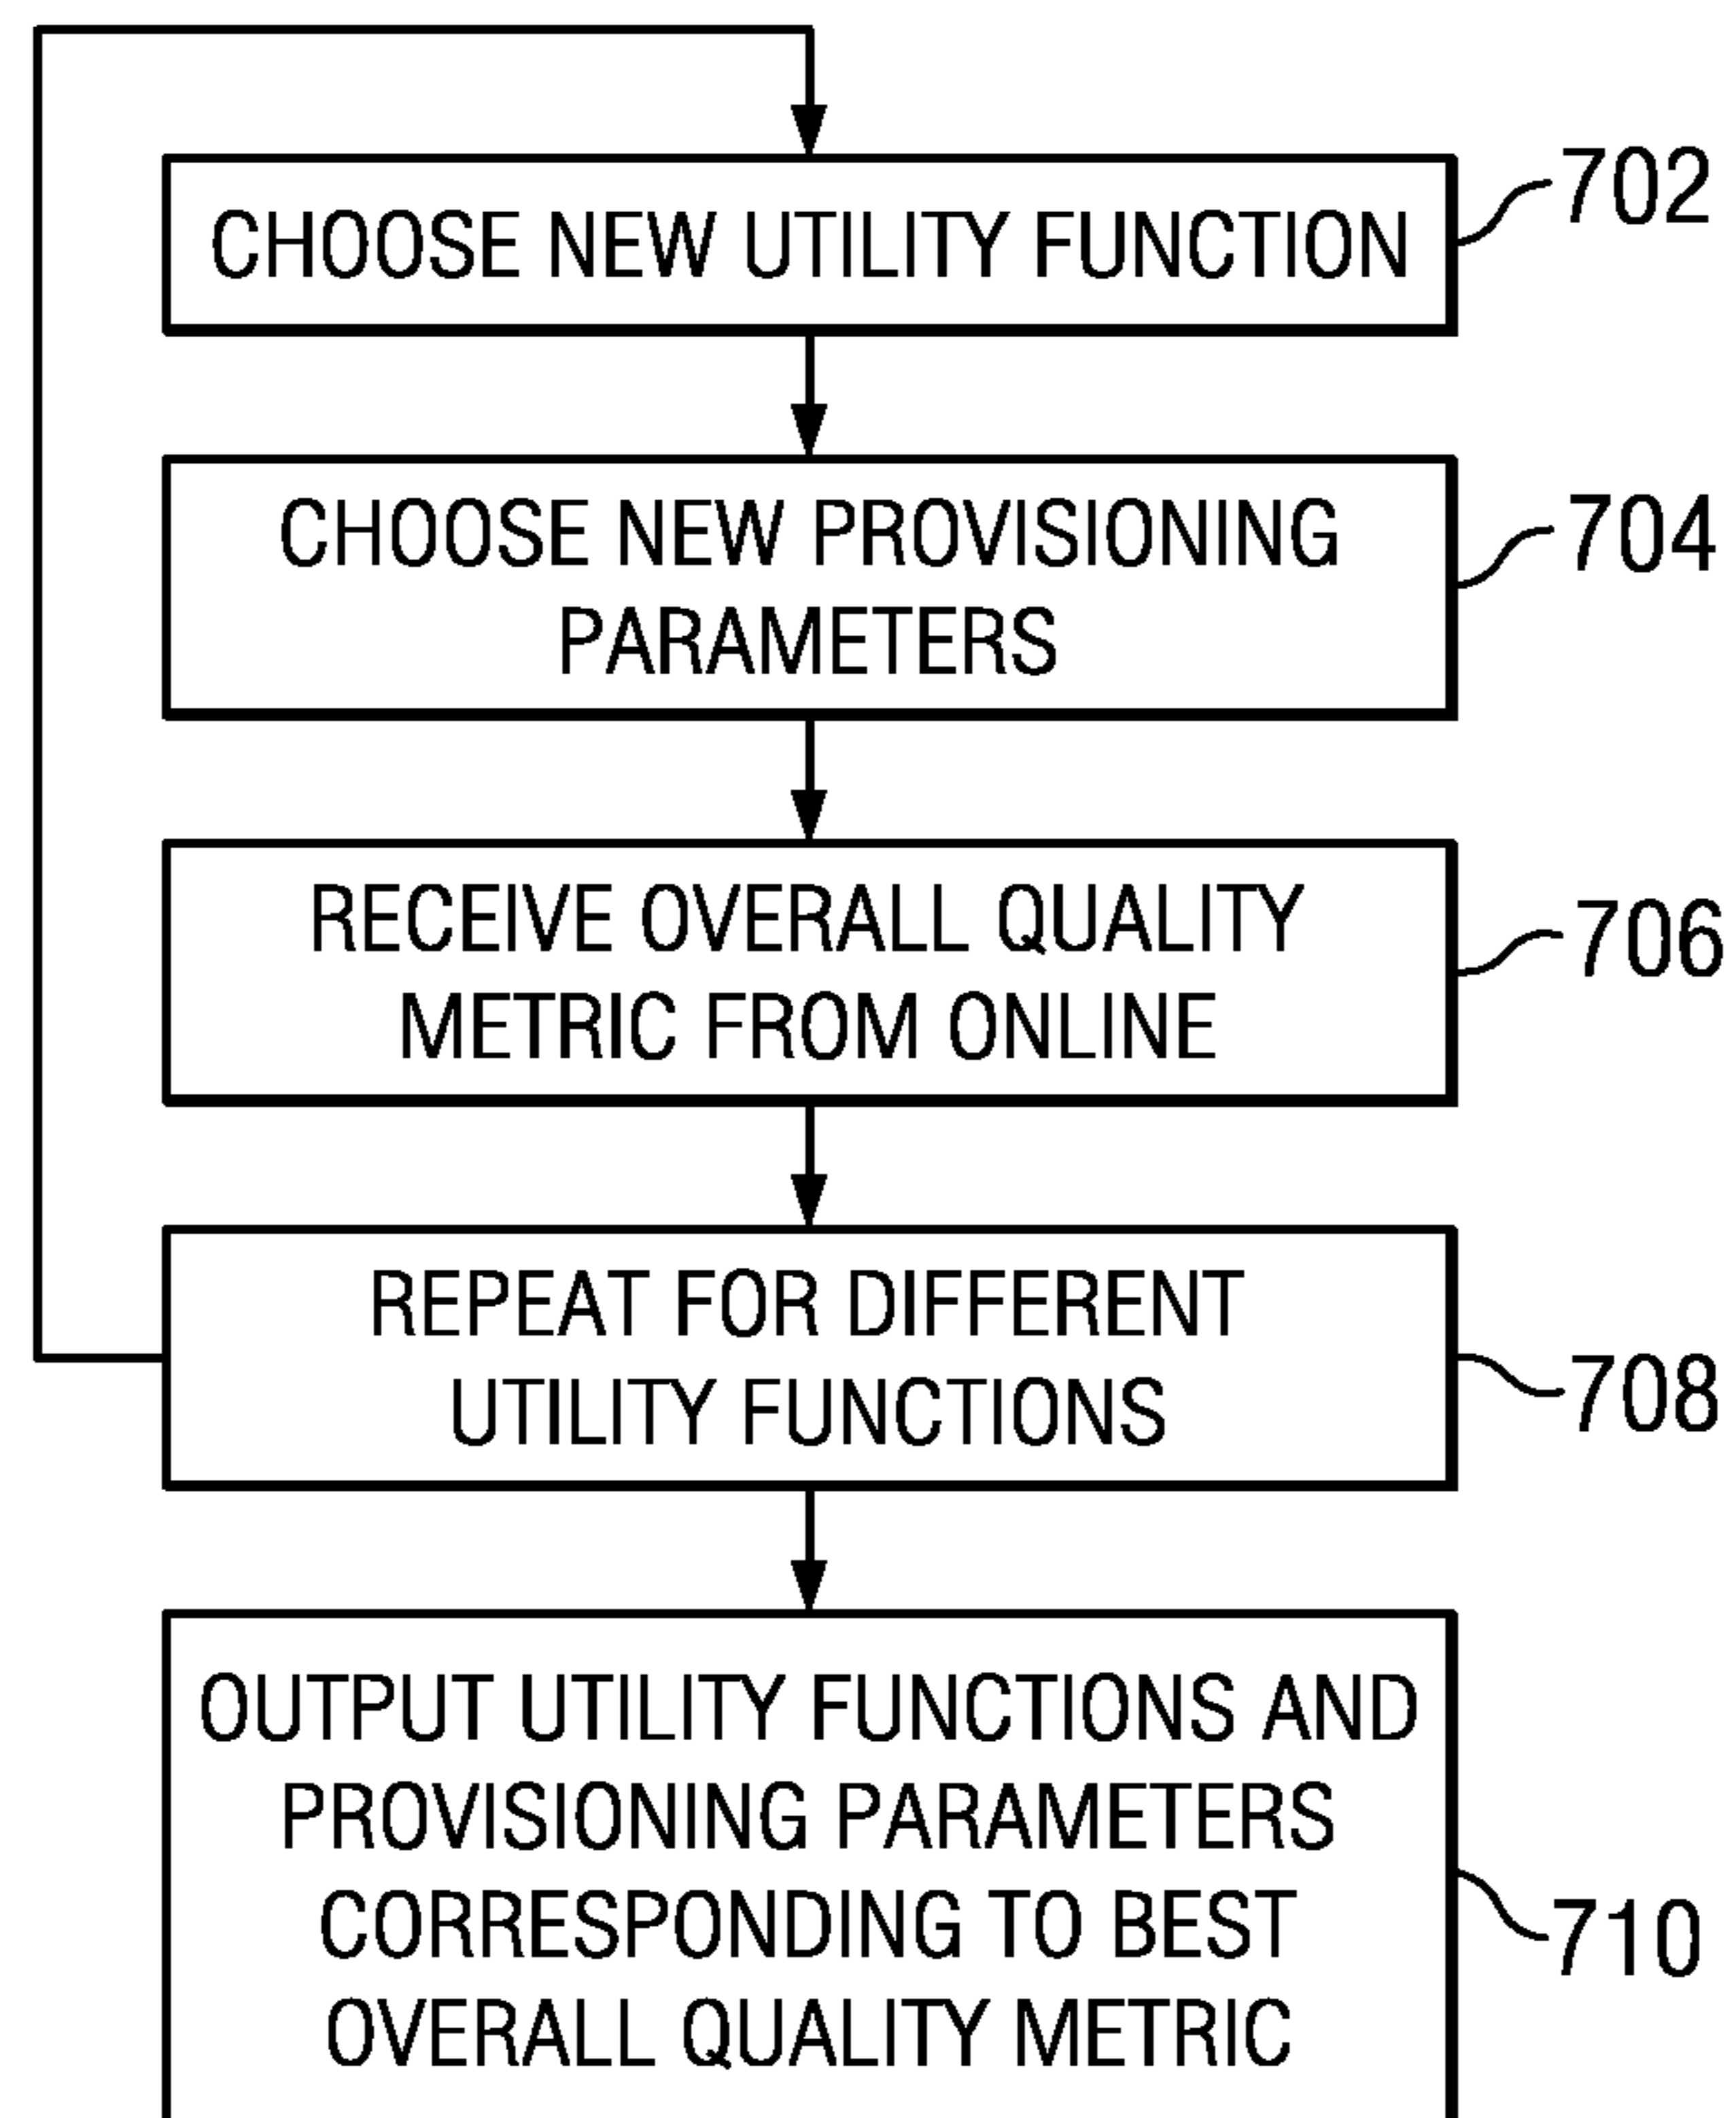 CHOOSE NEW UTILITY FUNCTION
702
CHOOSE NEW PROVISIONING
PARAMETERS
704
RECEIVE OVERALL QUALITY
METRIC FROM ONLINE
706
REPEAT FOR DIFFERENT
UTILITY FUNCTIONS
708
OUTPUT UTILITY FUNCTIONS AND
PROVISIONING PARAMETERS
CORRESPONDING TO BEST
OVERALL QUALITY METRIC
710